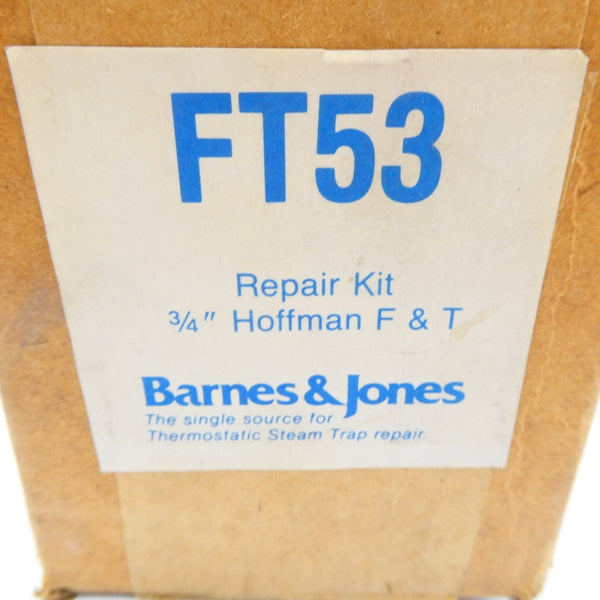 FT53
Repair Kit
3/4" Hoffman F & T
Barnes & Jones
The single source for
Thermostatic Steam Trap repair.